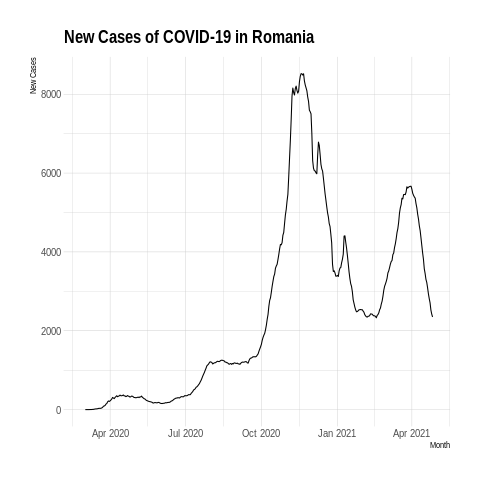 New Cases of COVID-19 in Romania
New Cases
8000
6000
4000
2000
0
Apr 2020 Jul 2020 Oct 2020 Jan 2021 Apr 2021
Month